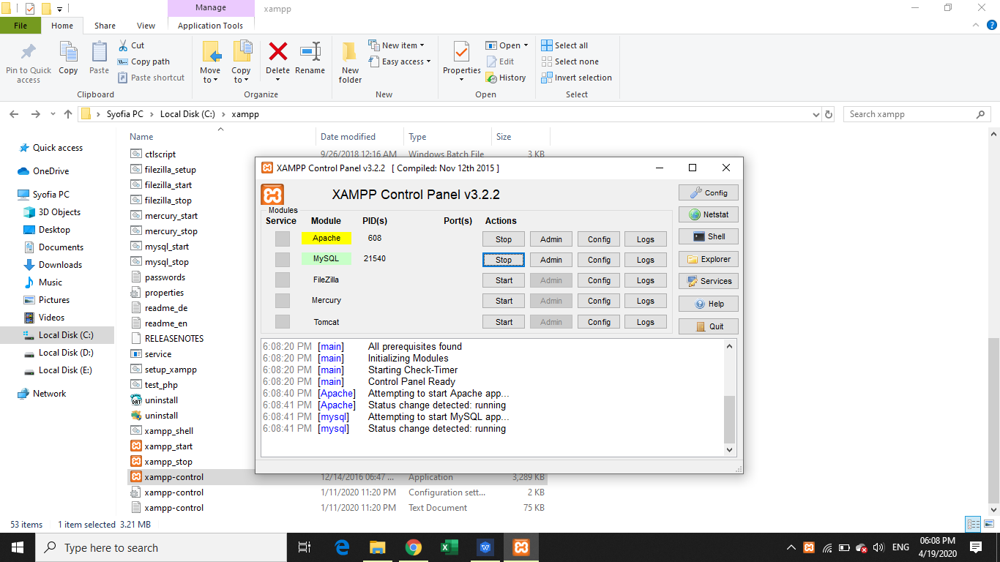 Manage
xampp
File
Home
Share
View
Application Tools
Pin to Quick
access
Copy
Paste
Cut
Copy path
Paste shortcut
Clipboard
Move
to
Copy
to
Delete
Rename
Organize
New
folder
New item
Easy access
New
Properties
Open
Edit
History
Open
Select all
Select none
Invert selection
Select
Syofia PC
Local Disk (C:)
xampp
Search xampp
Quick access
OneDrive
Syofia PC
3D Objects
Desktop
Documents
Downloads
Music
Pictures
Videos
Local Disk (C:)
Local Disk (D:)
Local Disk (E:)
Network
Name Date modified Type Size
ctlscript 9/26/2018 12:16 AM Windows Batch File 3 KB
filezilla_setup
filezilla_start
filezilla_stop
mercury_start
mercury_stop
mysql_start
mysql_stop
passwords
properties
readme_de
readme_en
RELEASENOTES
service
setup_xampp
test_php
uninstall
uninstall
xampp_shell
xampp_start
xampp_stop
xampp-control 12/14/2016 06:47 ... Application 3,289 KB
xampp-control 1/11/2020 11:20 PM Configuration sett... 2 KB
xampp-control 1/11/2020 11:20 PM Text Document 75 KB
XAMPP Control Panel v3.2.2 [ Compiled: Nov 12th 2015 ]
XAMPP Control Panel v3.2.2
Modules
Service Module PID(s) Port(s) Actions
Apache 608 Stop Admin Config Logs
MySQL 21540 Stop Admin Config Logs
FileZilla Start Admin Config Logs
Mercury Start Admin Config Logs
Tomcat Start Admin Config Logs
Config
Netstat
Shell
Explorer
Services
Help
Quit
6:08:20 PM [main] All prerequisites found
6:08:20 PM [main] Initializing Modules
6:08:20 PM [main] Starting Check-Timer
6:08:20 PM [main] Control Panel Ready
6:08:40 PM [Apache] Attempting to start Apache app...
6:08:41 PM [Apache] Status change detected: running
6:08:41 PM [mysql] Attempting to start MySQL app...
6:08:41 PM [mysql] Status change detected: running
53 items 1 item selected 3.21 MB
Type here to search
ENG
06:08 PM
4/19/2020